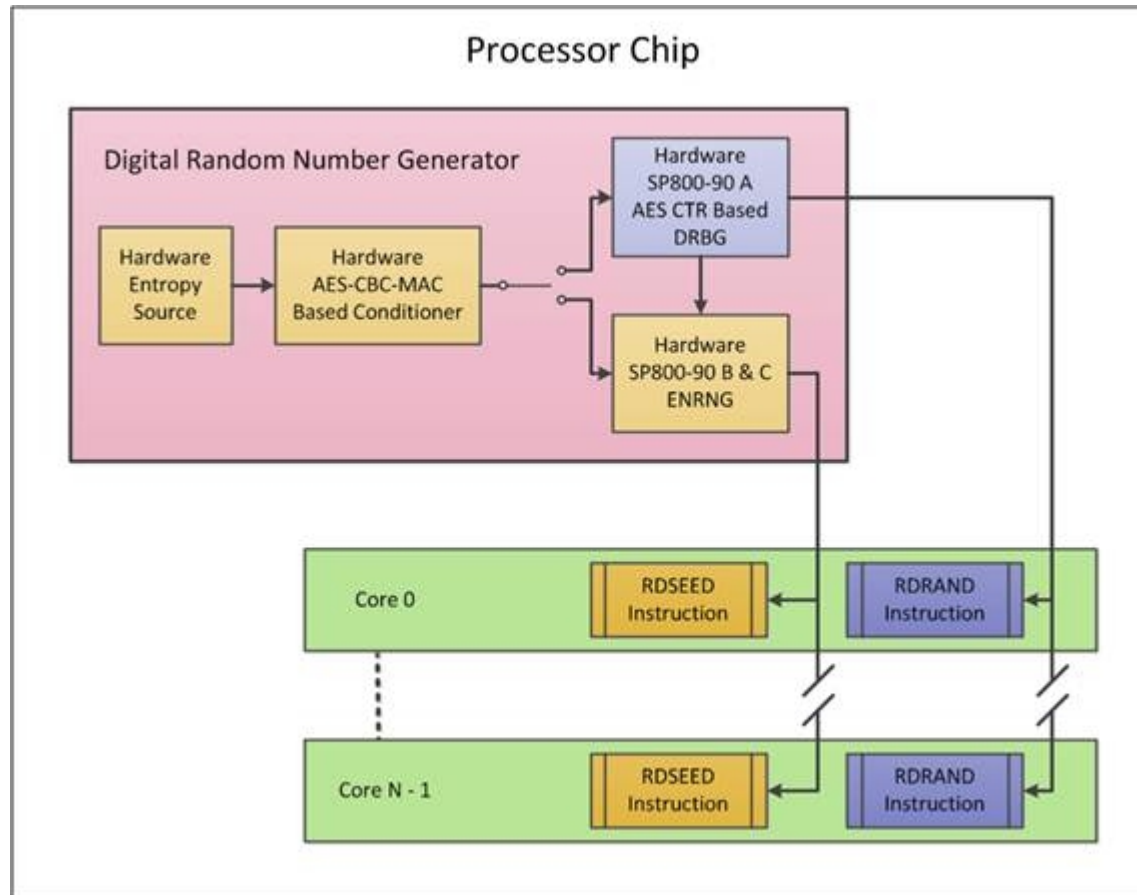 Processor Chip
Digital Random Number Generator
Hardware
Entropy
Source
Hardware
AES-CBC-MAC
Based Conditioner
Hardware
SP800-90 A
AES CTR Based
DRBG
Hardware
SP800-90 B & C
ENRNG
Core 0
RDSEED
Instruction
RDRAND
Instruction
Core N - 1
RDSEED
Instruction
RDRAND
Instruction